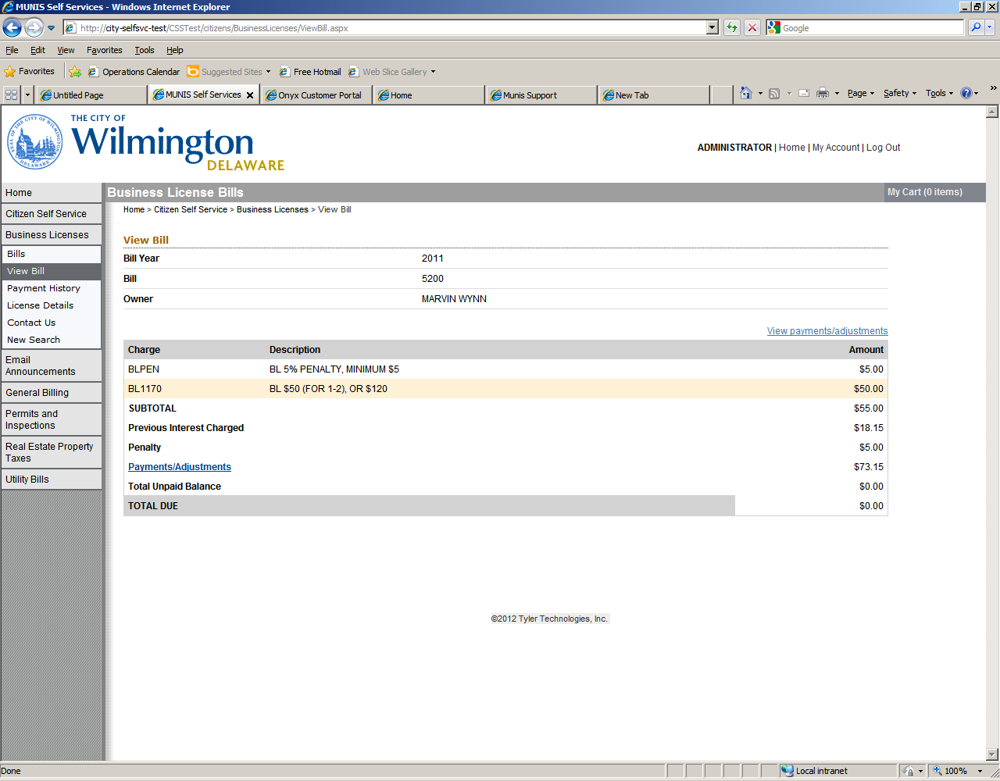 MUNIS Self Services - Windows Internet Explorer
http://city-selfsvc-test/CSSTest/citizens/BusinessLicenses/ViewBill.aspx
Google
File Edit View Favorites Tools Help
Favorites Operations Calendar Suggested Sites Free Hotmail Web Slice Gallery
Untitled Page MUNIS Self Services Onyx Customer Portal Home Munis Support New Tab Page Safety Tools
THE CITY OF
Wilmington
DELAWARE
ADMINISTRATOR | Home | My Account | Log Out
Business License Bills
My Cart (0 items)
Home > Citizen Self Service > Business Licenses > View Bill
Home
Citizen Self Service
Business Licenses
Bills
View Bill
Payment History
License Details
Contact Us
New Search
Email
Announcements
General Billing
Permits and
Inspections
Real Estate Property
Taxes
Utility Bills
View Bill
Bill Year 2011
Bill 5200
Owner MARVIN WYNN
View payments/adjustments
Charge Description Amount
BLPEN BL 5% PENALTY, MINIMUM $5 $5.00
BL1170 BL $50 (FOR 1-2), OR $120 $50.00
SUBTOTAL $55.00
Previous Interest Charged $18.15
Penalty $5.00
Payments/Adjustments $73.15
Total Unpaid Balance $0.00
TOTAL DUE $0.00
©2012 Tyler Technologies, Inc.
Done Local intranet 100%